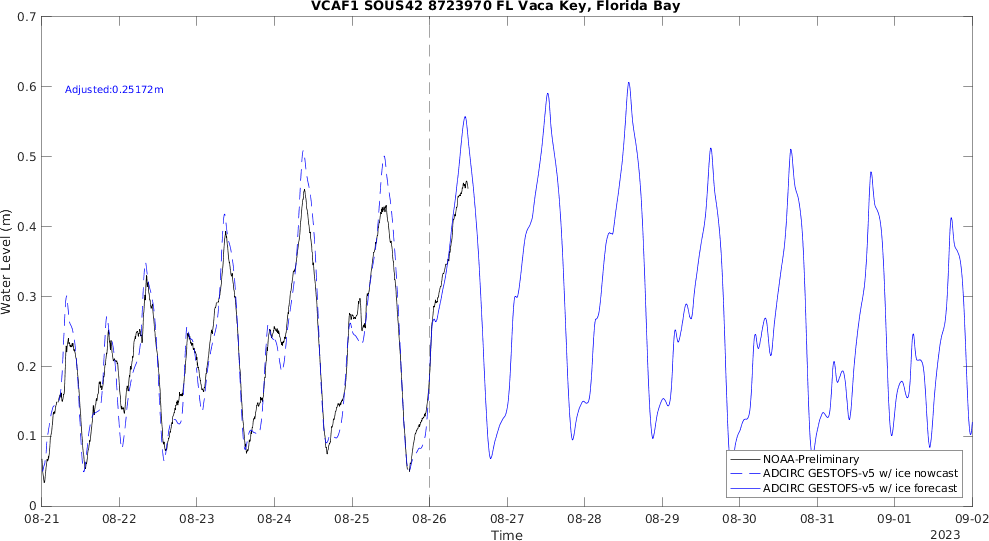 VCAF1 SOUS42 8723970 FL Vaca Key, Florida Bay
0.7
0.6
0.5
0.4
0.3
0.2
0.1
0
Water Level (m)
Adjusted:0.25172m
NOAA-Preliminary
ADCIRC GESTOFS-v5 w/ ice nowcast
ADCIRC GESTOFS-v5 w/ ice forecast
08-21 08-22 08-23 08-24 08-25 08-26 08-27 08-28 08-29 08-30 08-31 09-01 09-02
Time
2023